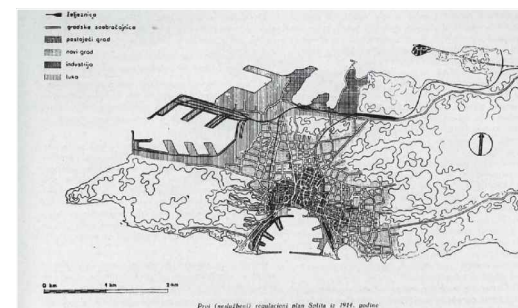 željeznica
gradske saobraćajnice
postojeći grad
novi grad
industrija
luka
0 km 1 km 2 km
Prvi (neslužbeni) regulacioni plan Splita iz 1914. godine